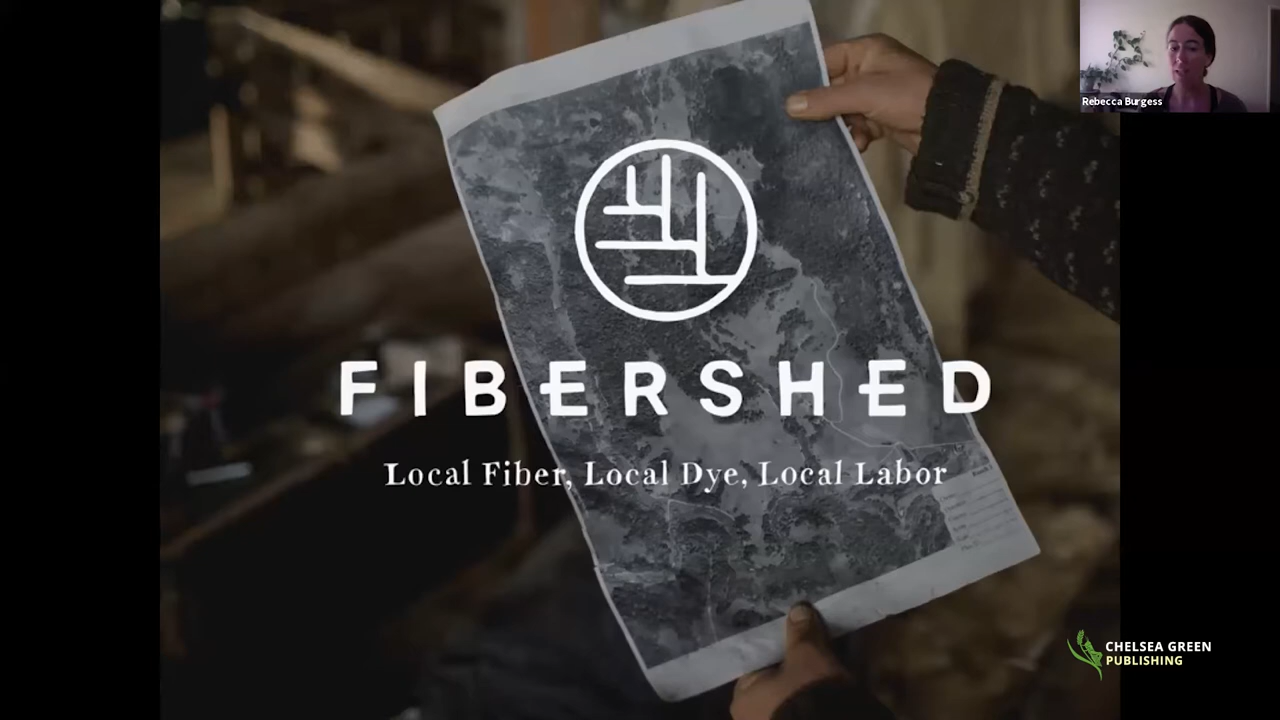 Rebecca Burgess
FIBERSHED
Local Fiber, Local Dye, Local Labor
CHELSEA GREEN
PUBLISHING